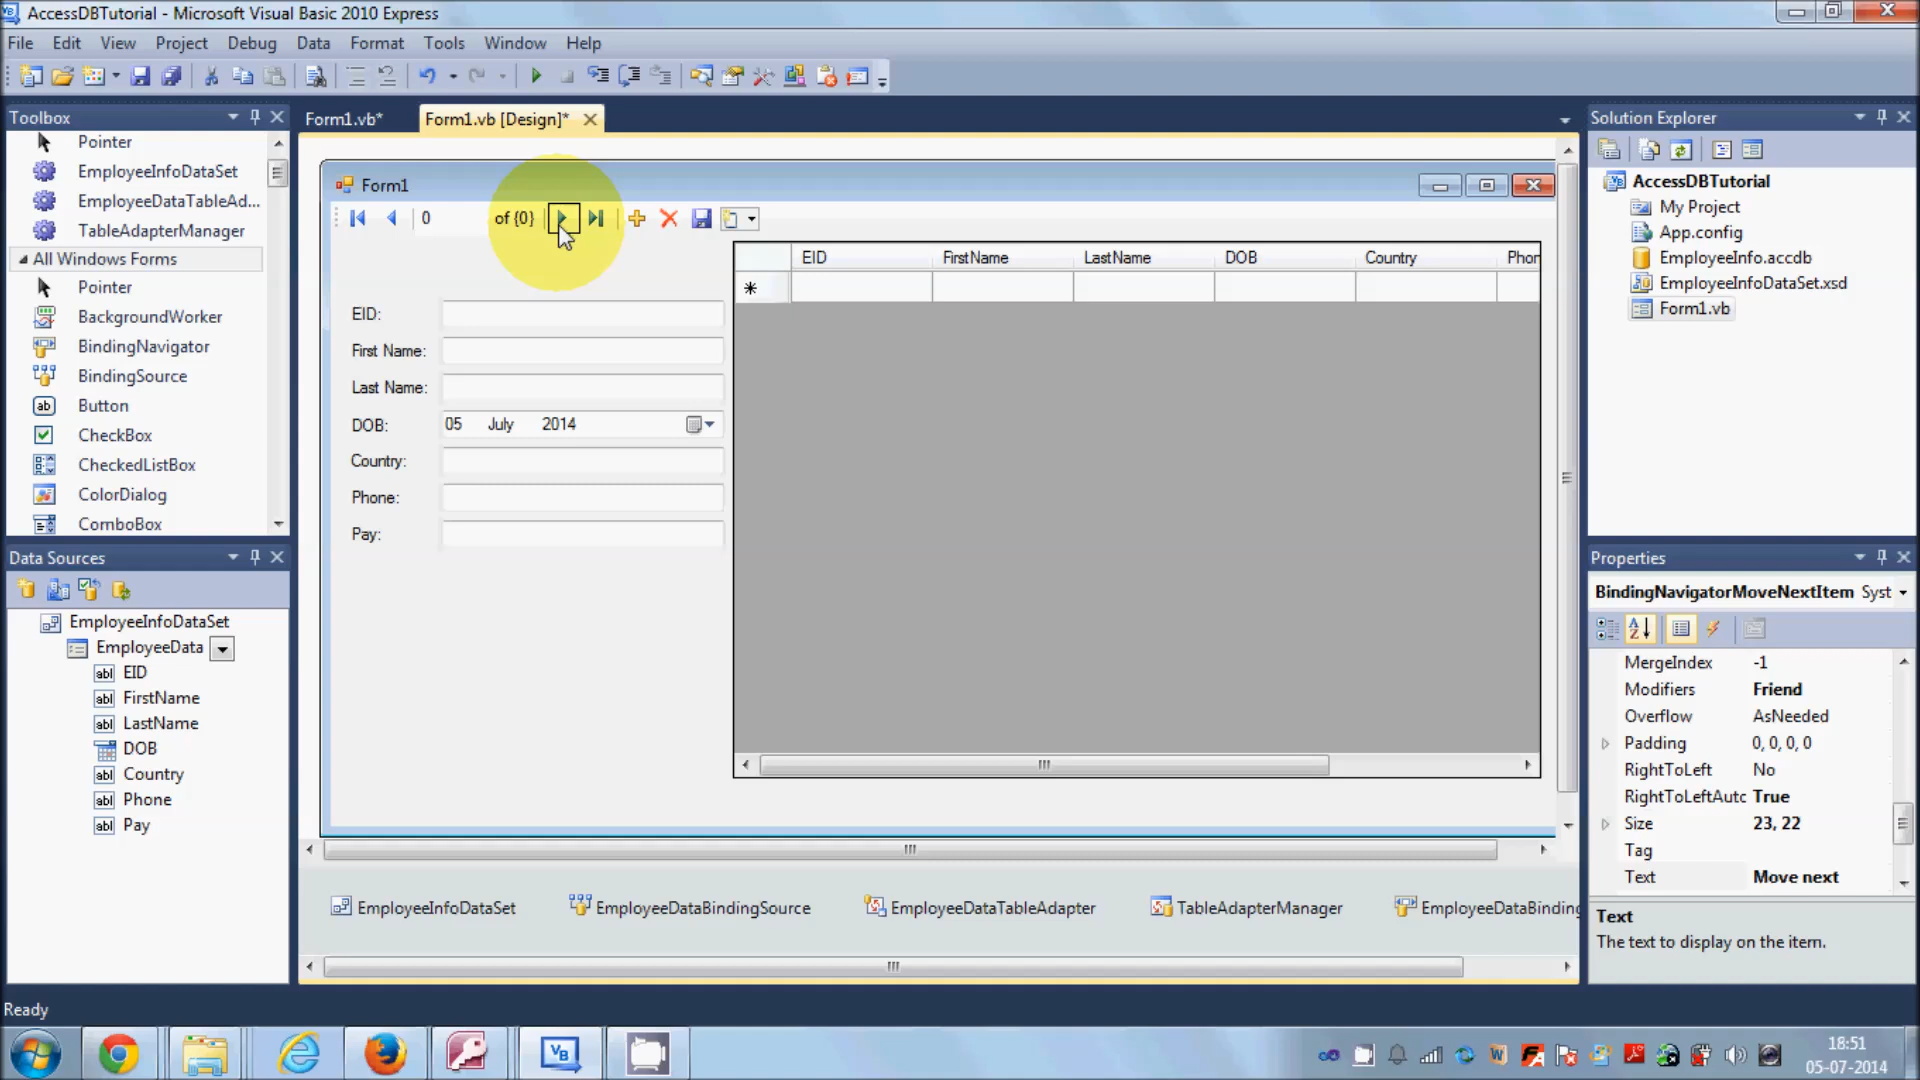 AccessDBTutorial - Microsoft Visual Basic 2010 Express
File Edit View Project Debug Data Format Tools Window Help
Toolbox
Pointer
EmployeeInfoDataSet
EmployeeDataTableAd...
TableAdapterManager
All Windows Forms
Pointer
BackgroundWorker
BindingNavigator
BindingSource
Button
CheckBox
CheckedListBox
ColorDialog
ComboBox
Data Sources
EmployeeInfoDataSet
EmployeeData
EID
FirstName
LastName
DOB
Country
Phone
Pay
Form1.vb* Form1.vb [Design]*
Form1
0 of {0}
EID:
First Name:
Last Name:
DOB: 05 July 2014
Country:
Phone:
Pay:
EID FirstName LastName DOB Country Phon
EmployeeInfoDataSet EmployeeDataBindingSource EmployeeDataTableAdapter TableAdapterManager EmployeeDataBinding
Solution Explorer
AccessDBTutorial
My Project
App.config
EmployeeInfo.accdb
EmployeeInfoDataSet.xsd
Form1.vb
Properties
BindingNavigatorMoveNextItem Syst
MergeIndex -1
Modifiers Friend
Overflow AsNeeded
Padding 0, 0, 0, 0
RightToLeft No
RightToLeftAutc True
Size 23, 22
Tag
Text Move next
Text
The text to display on the item.
Ready
18:51
05-07-2014